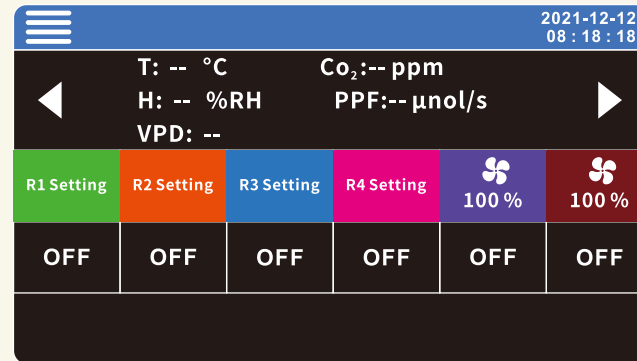 2021-12-12
08 : 18 : 18
T: -- °C Co₂:-- ppm
H: -- %RH PPF:-- μnol/s
VPD: --
R1 Setting R2 Setting R3 Setting R4 Setting 100 % 100 %
OFF OFF OFF OFF OFF OFF